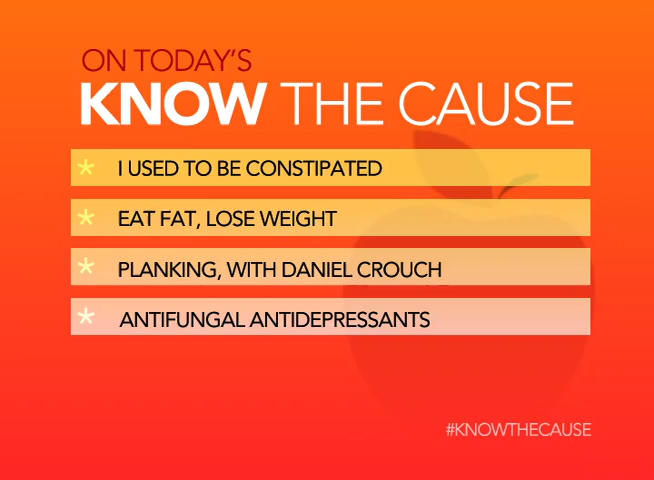 ON TODAY'S
KNOW THE CAUSE
* I USED TO BE CONSTIPATED
* EAT FAT, LOSE WEIGHT
* PLANKING, WITH DANIEL CROUCH
* ANTIFUNGAL ANTIDEPRESSANTS
#KNOWTHECAUSE